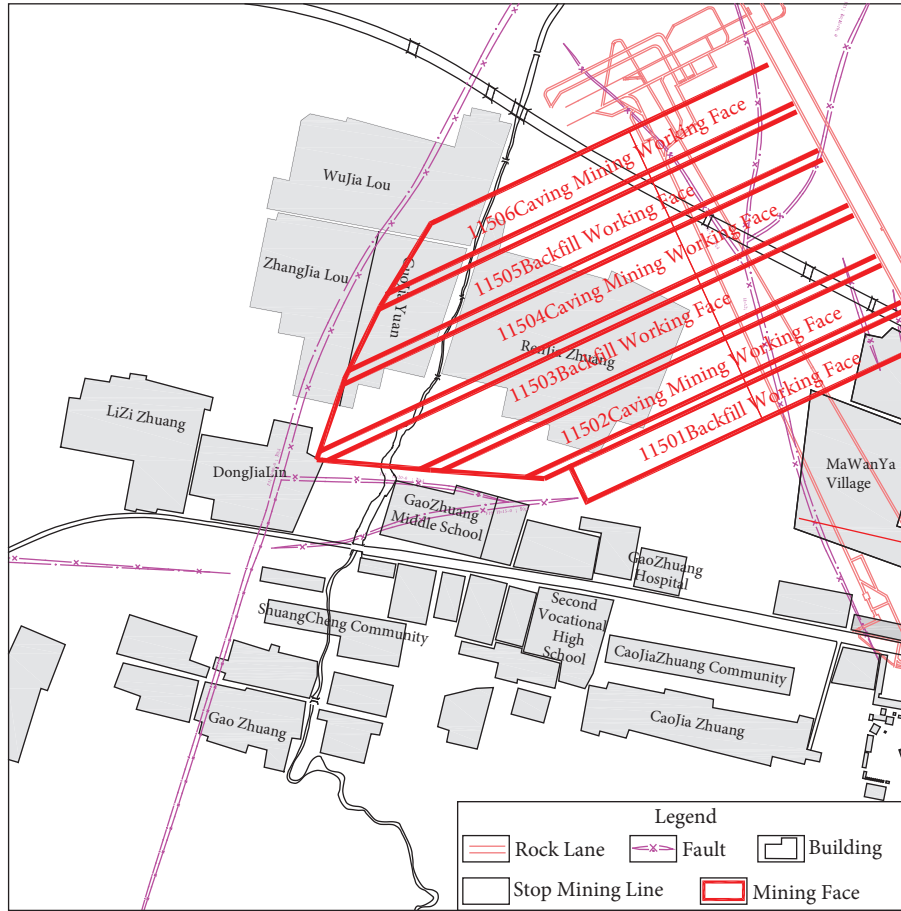 11506Caving Mining Working Face
WuJia Lou
11505Backfill Working Face
ZhangJia Lou
GuoJia Yuan
11504Caving Mining Working Face
RenJia Zhuang
11503Backfill Working Face
11502Caving Mining Working Face
11501Backfill Working Face
LiZi Zhuang
DongJiaLin
MaWanYa
Village
GaoZhuang
Middle School
GaoZhuang
Hospital
ShuangCheng Community
Second
Vocational
High
School
CaoJiaZhuang Community
Gao Zhuang
CaoJia Zhuang
Legend
Rock Lane
Fault
Building
Stop Mining Line
Mining Face